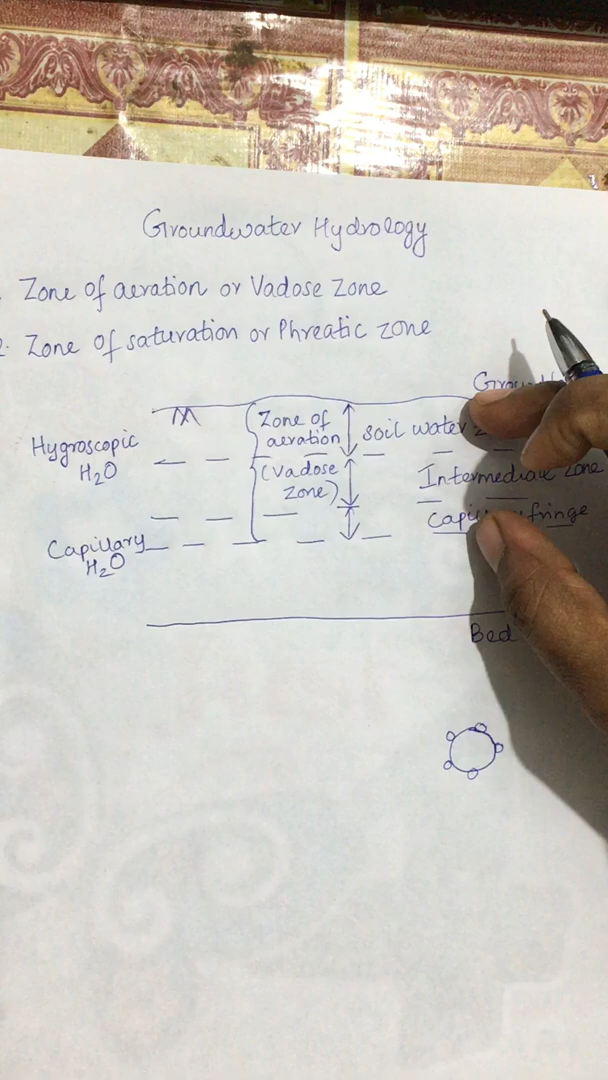 Groundwater Hydrology
Zone of aeration or Vadose Zone
2. Zone of saturation or Phreatic zone
Hygroscopic
H₂O
Zone of
aeration
(Vadose
Zone)
soil water
Intermediate zone
fringe
Capillary
H₂O
Bed